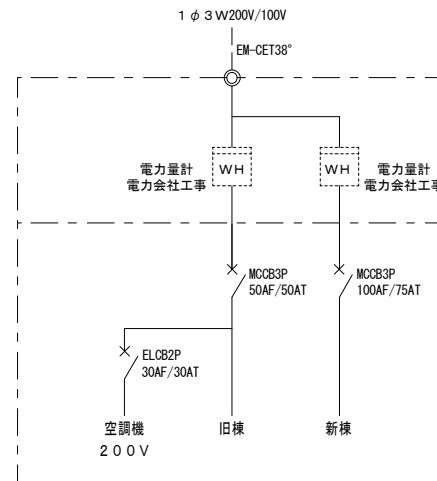 1φ3W200V/100V
EM-CET38°
電力量計
電力会社工事
WH
WH
電力量計
電力会社工事
MCCB3P
50AF/50AT
MCCB3P
100AF/75AT
ELCB2P
30AF/30AT
空調機
200V
旧棟
新棟